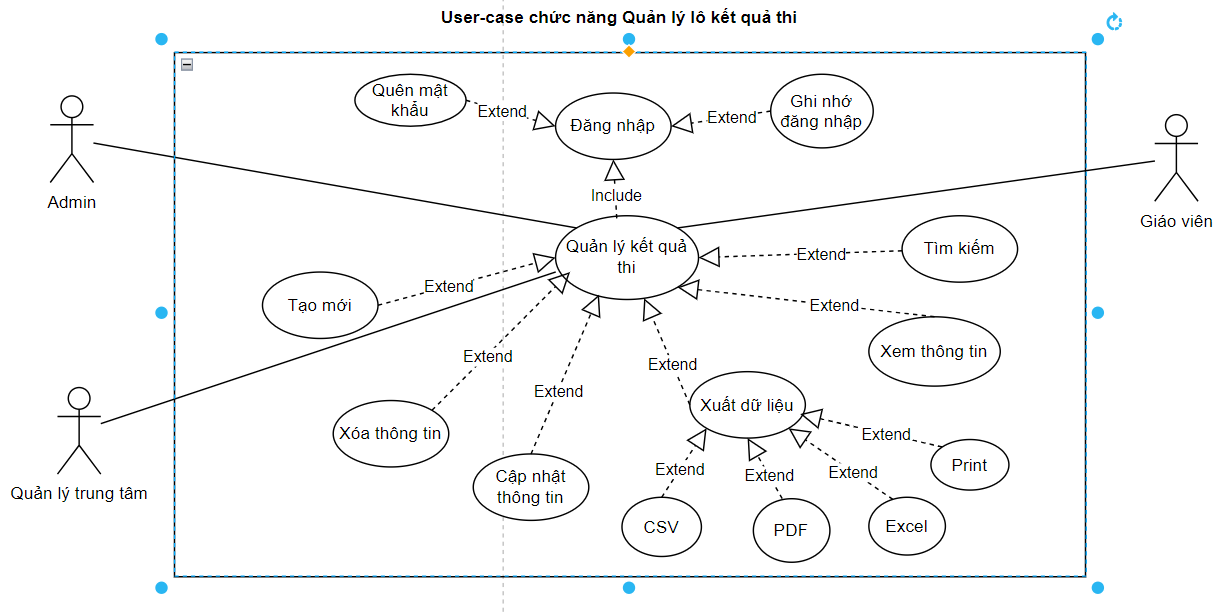 User-case chức năng Quản lý lô kết quả thi
Quên mật
khẩu
Extend
Đăng nhập
Extend
Ghi nhớ
đăng nhập
Admin
Include
Giáo viên
Quản lý kết quả
thi
Extend
Tìm kiếm
Extend
Tạo mới
Extend
Xem thông tin
Extend
Extend
Extend
Xuất dữ liệu
Xóa thông tin
Extend
Print
Cập nhật
thông tin
Extend
Extend
Extend
Quản lý trung tâm
CSV
PDF
Excel